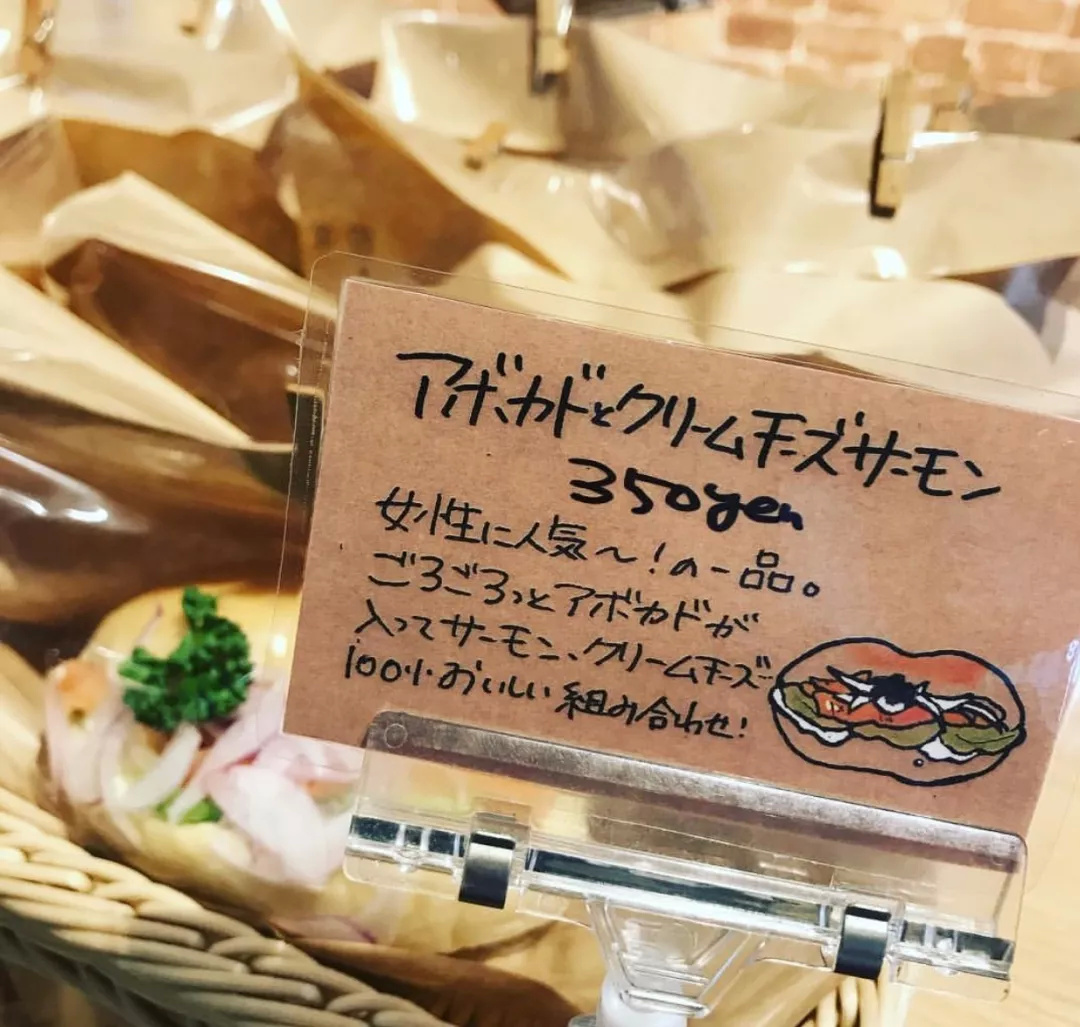 アボカドとクリームチーズサーモン
350yen
女性に人気〜!の一品。
ごろごろっとアボカドが
入ってサーモン、クリームチーズ
100%おいしい組み合わせ!